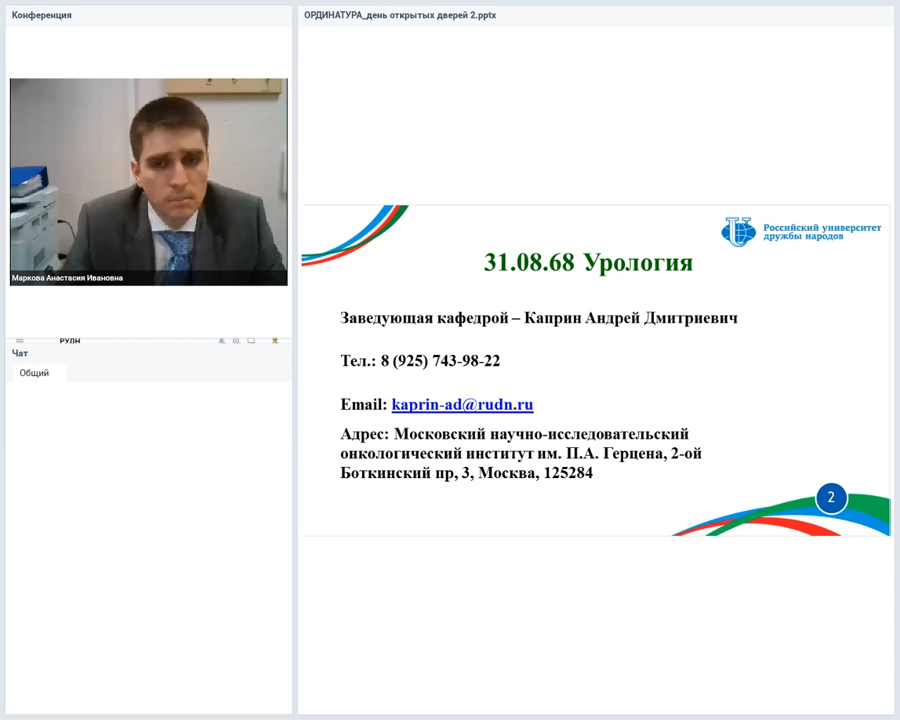 Конференция
ОРДИНАТУРА_день открытых дверей 2.pptx
Маркова Анастасия Ивановна
РУДН
Чат
Общий
Российский университет
дружбы народов
31.08.68 Урология
Заведующая кафедрой – Каприн Андрей Дмитриевич
Тел.: 8 (925) 743-98-22
Email: kaprin-ad@rudn.ru
Адрес: Московский научно-исследовательский
онкологический институт им. П.А. Герцена, 2-ой
Боткинский пр, 3, Москва, 125284
2